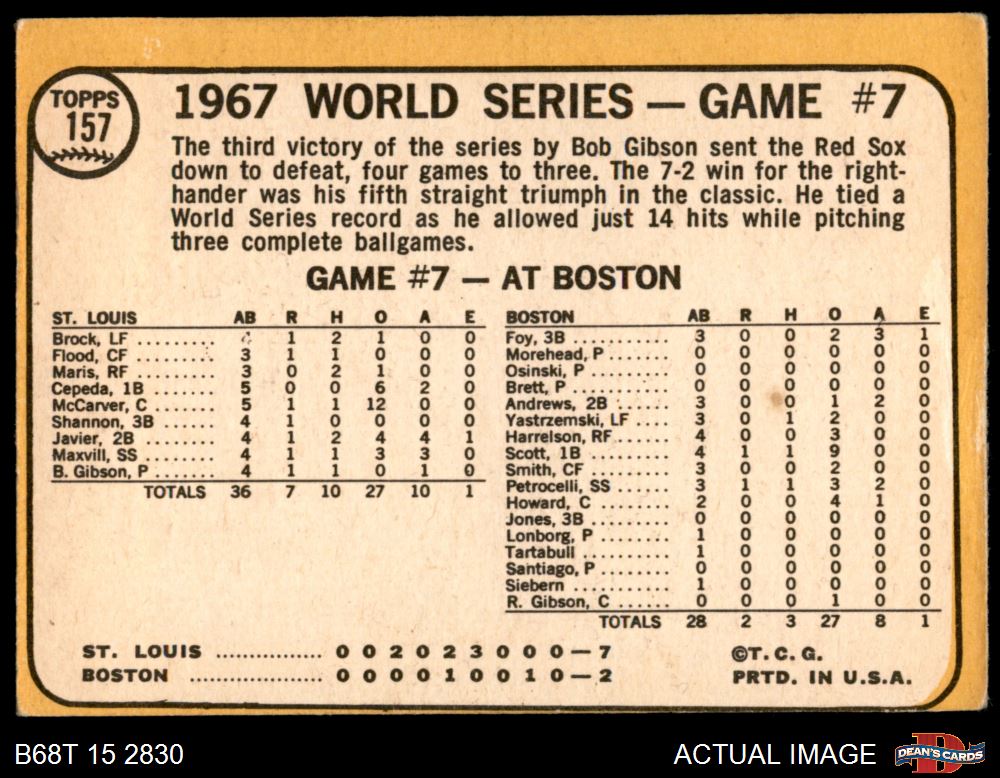 TOPPS
157
1967 WORLD SERIES — GAME #7
The third victory of the series by Bob Gibson sent the Red Sox
down to defeat, four games to three. The 7-2 win for the right-
hander was his fifth straight triumph in the classic. He tied a
World Series record as he allowed just 14 hits while pitching
three complete ballgames.
GAME #7 — AT BOSTON
ST. LOUIS AB R H O A E
Brock, LF ......... 4 1 2 1 0 0
Flood, CF ......... 3 1 1 0 0 0
Maris, RF ......... 3 0 2 1 0 0
Cepeda, 1B ....... 5 0 0 6 2 0
McCarver, C ...... 5 1 1 12 0 0
Shannon, 3B ...... 4 1 0 0 0 0
Javier, 2B ........ 4 1 2 4 4 1
Maxvill, SS ....... 4 1 1 3 3 0
B. Gibson, P ...... 4 1 1 0 1 0
TOTALS 36 7 10 27 10 1
BOSTON AB R H O A E
Foy, 3B ........... 3 0 0 2 3 1
Morehead, P ...... 0 0 0 0 0 0
Osinski, P ........ 0 0 0 0 0 0
Brett, P .......... 0 0 0 0 0 0
Andrews, 2B ...... 3 0 0 1 2 0
Yastrzemski, LF .... 3 0 1 2 0 0
Harrelson, RF...... 4 0 0 3 0 0
Scott, 1B ......... 4 1 1 9 0 0
Smith, CF ......... 3 0 0 2 0 0
Petrocelli, SS ...... 3 1 1 3 2 0
Howard, C ........ 2 0 0 4 1 0
Jones, 3B ......... 0 0 0 0 0 0
Lonborg, P ........ 1 0 0 0 0 0
Tartabull .......... 1 0 0 0 0 0
Santiago, P ........ 0 0 0 0 0 0
Siebern ........... 1 0 0 0 0 0
R. Gibson, C ...... 0 0 0 1 0 0
TOTALS 28 2 3 27 8 1
ST. LOUIS ................ 0 0 2 0 2 3 0 0 0 — 7
BOSTON .................... 0 0 0 0 1 0 0 1 0 — 2
©T. C. G.
PRTD. IN U.S.A.
B68T 15 2830
ACTUAL IMAGE
DEAN'S CARDS